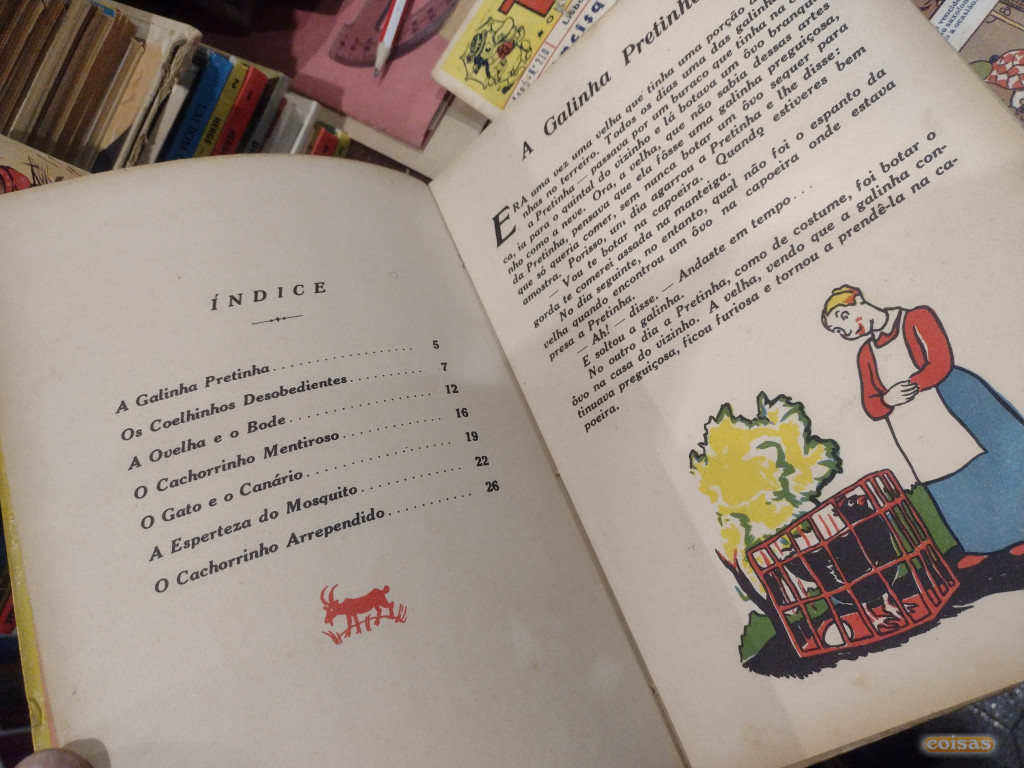 ÍNDICE
A Galinha Pretinha 5
Os Coelhinhos Desobedientes 7
A Ovelha e o Bode 12
O Cachorrinho Mentiroso 16
O Gato e o Canário 19
A Esperteza do Mosquito 22
O Cachorrinho Arrependido 26
A Galinha Pretinha
ERA uma vez uma velha que tinha uma porção
nhas no terreiro. Todos os dias uma das galinhas
a Pretinha - passava por um buraco que tinha na
ia para o quintal do vizinho, e lá botava um ôvo branqui-
nho como a neve. Ora, a velha, que não sabia dessas artes
da Pretinha, pensava que ela fôsse uma galinha preguiçosa,
que só queria comer, sem nunca botar um ôvo sequer para
amostra. Porisso, um dia agarrou a Pretinha e lhe disse:
— Vou te botar na capoeira. Quando estiveres bem
gorda te comerei assada na manteiga.
No dia seguinte, no entanto, qual não foi o espanto da
velha quando encontrou um ôvo na capoeira onde estava
presa a Pretinha.
— Ah! — disse. — Andaste em tempo...
E soltou a galinha.
No outro dia a Pretinha, como de costume, foi botar o
ôvo na casa do vizinho. A velha, vendo que a galinha con-
tinuava preguiçosa, ficou furiosa e tornou a prendê-la na ca-
poeira.
coisas